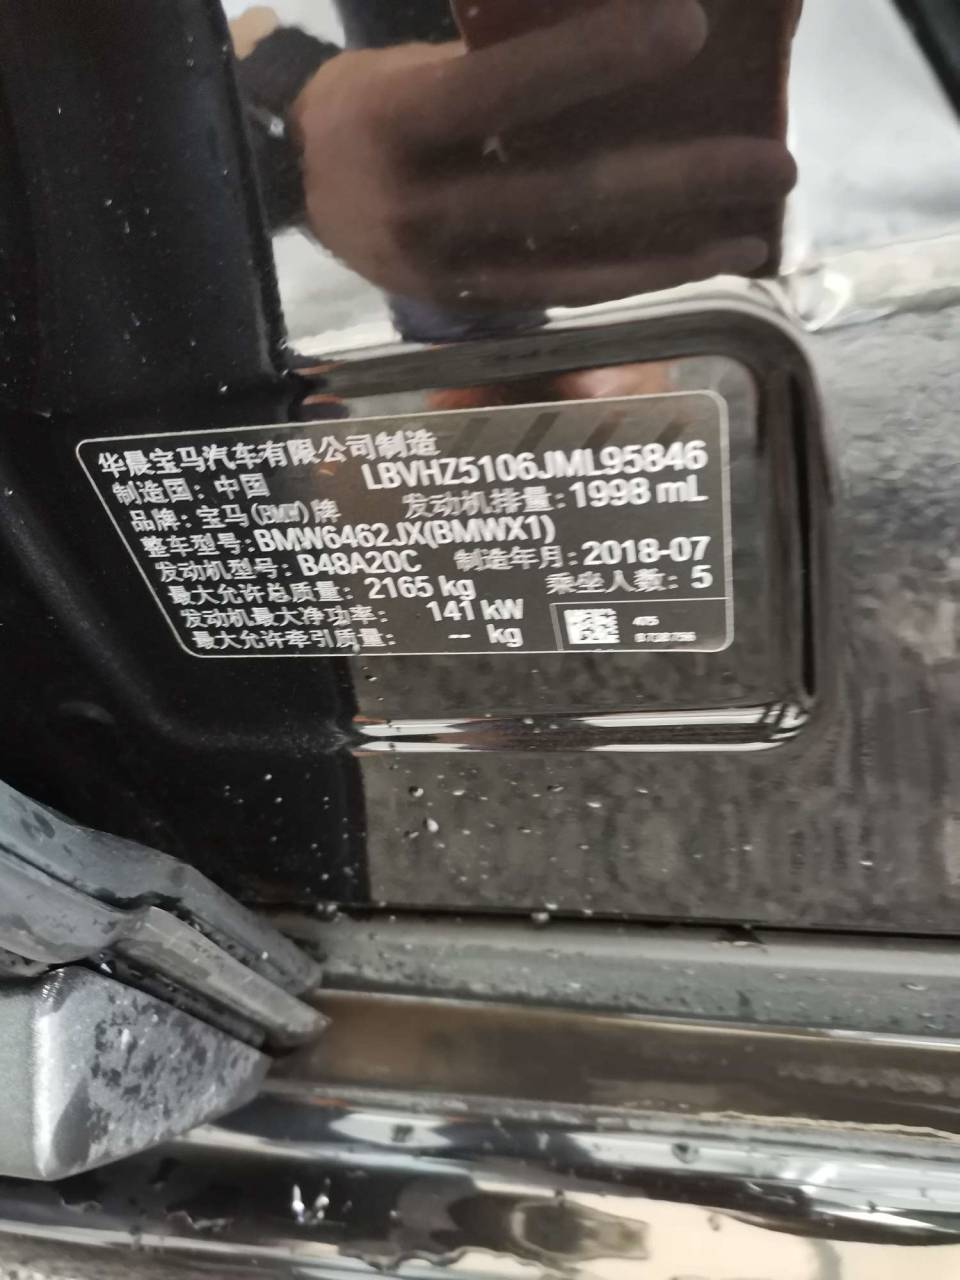 华晨宝马汽车有限公司制造
制造国：中国 LBVHZ5106JML95846
品牌：宝马(BMW)牌 发动机排量：1998 mL
整车型号：BMW6462JX(BMWX1)
发动机型号：B48A20C 制造年月：2018-07
最大允许总质量：2165 kg 乘坐人数：5
发动机最大净功率：141 kW
最大允许牵引质量：-- kg
475